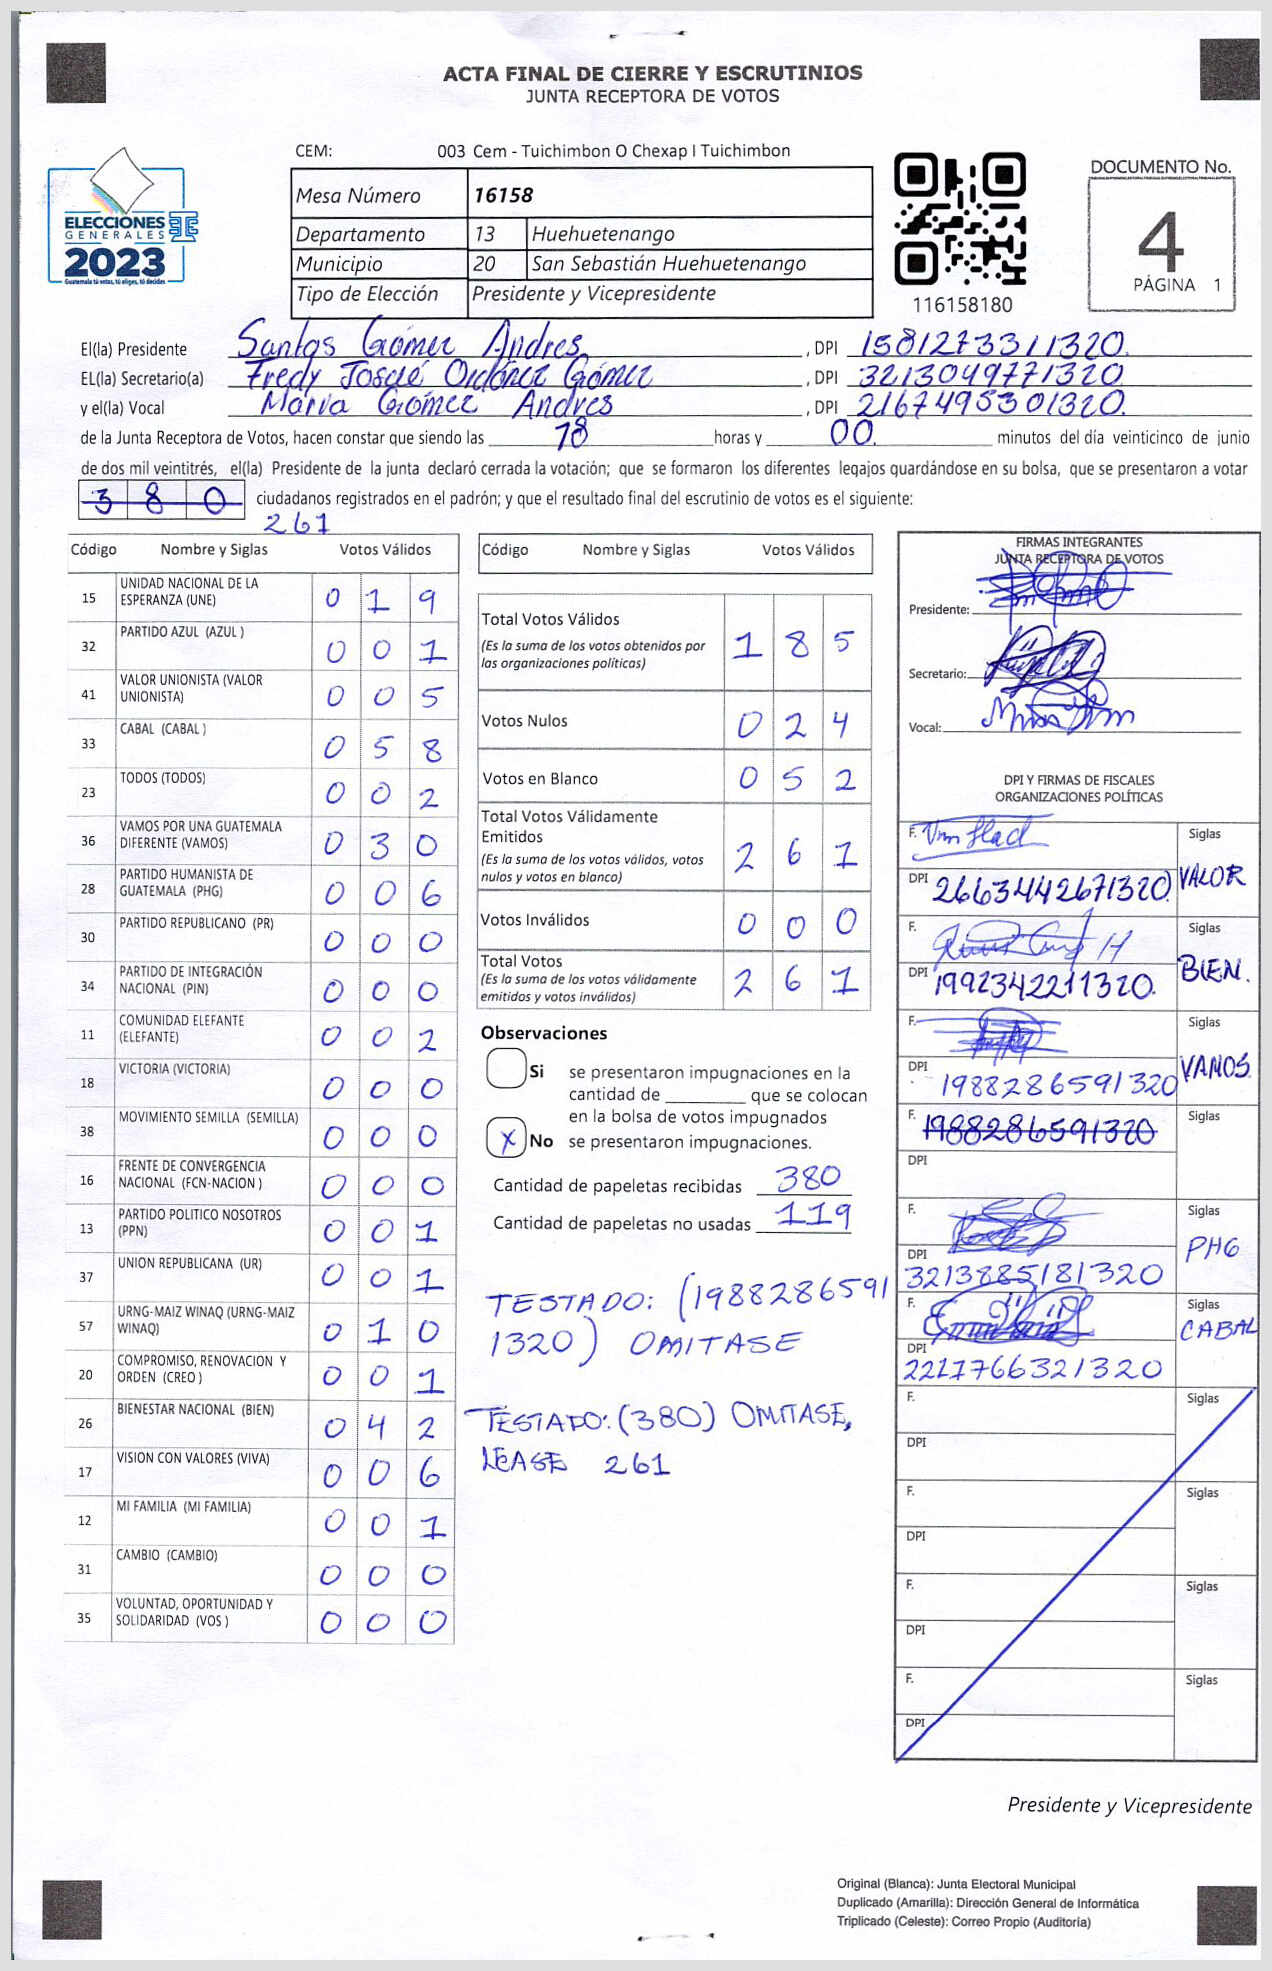 ACTA FINAL DE CIERRE Y ESCRUTINIOS
JUNTA RECEPTORA DE VOTOS
CEM: 003 Cem - Tuichimbon O Chexap I Tuichimbon
ELECCIONES
GENERALES
2023
Guatemala tú votas, tú eliges, tú decides
Mesa Número 16158
Departamento 13 Huehuetenango
Municipio 20 San Sebastián Huehuetenango
Tipo de Elección Presidente y Vicepresidente
116158180
DOCUMENTO No.
4
PÁGINA 1
El(la) Presidente Santos Gómez Andres , DPI 1581273311320.
EL(la) Secretario(a) Fredy Josué Ordóñez Gómez , DPI 3213049771320
y el(la) Vocal Maria Gómez Andres , DPI 2167495301320.
de la Junta Receptora de Votos, hacen constar que siendo las 18 horas y 00. minutos del día veinticinco de junio
de dos mil veintitrés, el(la) Presidente de la junta declaró cerrada la votación; que se formaron los diferentes legajos guardándose en su bolsa, que se presentaron a votar
3 8 0 ciudadanos registrados en el padrón; y que el resultado final del escrutinio de votos es el siguiente:
261
Código Nombre y Siglas Votos Válidos
15 UNIDAD NACIONAL DE LA ESPERANZA (UNE) 0 1 9
32 PARTIDO AZUL (AZUL ) 0 0 1
41 VALOR UNIONISTA (VALOR UNIONISTA) 0 0 5
33 CABAL (CABAL ) 0 5 8
23 TODOS (TODOS) 0 0 2
36 VAMOS POR UNA GUATEMALA DIFERENTE (VAMOS) 0 3 0
28 PARTIDO HUMANISTA DE GUATEMALA (PHG) 0 0 6
30 PARTIDO REPUBLICANO (PR) 0 0 0
34 PARTIDO DE INTEGRACIÓN NACIONAL (PIN) 0 0 0
11 COMUNIDAD ELEFANTE (ELEFANTE) 0 0 2
18 VICTORIA (VICTORIA) 0 0 0
38 MOVIMIENTO SEMILLA (SEMILLA) 0 0 0
16 FRENTE DE CONVERGENCIA NACIONAL (FCN-NACION ) 0 0 0
13 PARTIDO POLITICO NOSOTROS (PPN) 0 0 1
37 UNION REPUBLICANA (UR) 0 0 1
57 URNG-MAIZ WINAQ (URNG-MAIZ WINAQ) 0 1 0
20 COMPROMISO, RENOVACION Y ORDEN (CREO ) 0 0 1
26 BIENESTAR NACIONAL (BIEN) 0 4 2
17 VISION CON VALORES (VIVA) 0 0 6
12 MI FAMILIA (MI FAMILIA) 0 0 1
31 CAMBIO (CAMBIO) 0 0 0
35 VOLUNTAD, OPORTUNIDAD Y SOLIDARIDAD (VOS ) 0 0 0
Código Nombre y Siglas Votos Válidos
Total Votos Válidos 1 8 5
(Es la suma de los votos obtenidos por
las organizaciones políticas)
Votos Nulos 0 2 4
Votos en Blanco 0 5 2
Total Votos Válidamente
Emitidos 2 6 1
(Es la suma de los votos válidos, votos
nulos y votos en blanco)
Votos Inválidos 0 0 0
Total Votos 2 6 1
(Es la suma de los votos válidamente
emitidos y votos inválidos)
Observaciones
Si se presentaron impugnaciones en la
cantidad de ________ que se colocan
en la bolsa de votos impugnados
X No se presentaron impugnaciones.
Cantidad de papeletas recibidas 380
Cantidad de papeletas no usadas 119
TESTADO: (1988286591
1320) OMITASE
TESTADO: (380) OMITASE,
LEASE 261
FIRMAS INTEGRANTES
JUNTA RECEPTORA DE VOTOS
Presidente:
Secretario:
Vocal:
DPI Y FIRMAS DE FISCALES
ORGANIZACIONES POLÍTICAS
F. Siglas
DPI 2663442671320 VALOR
F. Siglas
DPI 1992342211320. BIEN.
F. Siglas
DPI 1988286591320 VAMOS.
F. 1988286591320 Siglas
DPI
F. Siglas
DPI 3213885181320 PHG
F. Siglas
DPI 2217766321320 CABAL
F. Siglas
DPI
F. Siglas
DPI
F. Siglas
DPI
F. Siglas
DPI
Presidente y Vicepresidente
Original (Blanca): Junta Electoral Municipal
Duplicado (Amarilla): Dirección General de Informática
Triplicado (Celeste): Correo Propio (Auditoría)